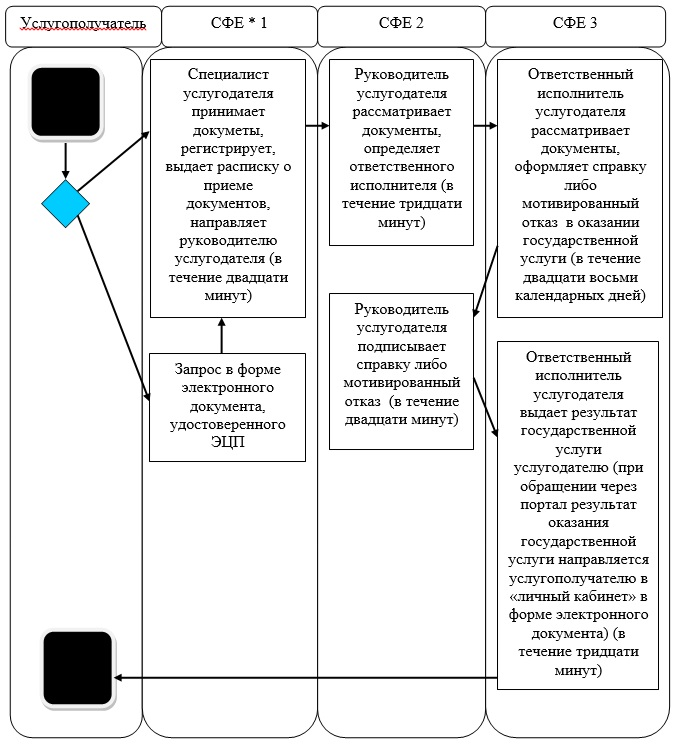 Услугополучатель
СФЕ * 1
СФЕ 2
СФЕ 3
Специалист
услугодателя
принимает
докуметы,
регистрирует,
выдает расписку о
приеме
документов,
направляет
руководителю
услугодателя (в
течение двадцати
минут)
Запрос в форме
электронного
документа,
удостоверенного
ЭЦП
Руководитель
услугодателя
рассматривает
документы,
определяет
ответственного
исполнителя (в
течение тридцати
минут)
Руководитель
услугодателя
подписывает
справку либо
мотивированный
отказ (в течение
двадцати минут)
Ответственный
исполнитель
услугодателя
рассматривает
документы,
оформляет справку
либо
мотивированный
отказ в оказании
государственной
услуги (в течение
двадцати восьми
календарных дней)
Ответственный
исполнитель
услугодателя
выдает результат
государственной
услуги
услугодателю (при
обращении через
портал результат
оказания
государственной
услуги направляется
услугополучателю в
«личный кабинет» в
форме электронного
документа) (в
течение тридцати
минут)